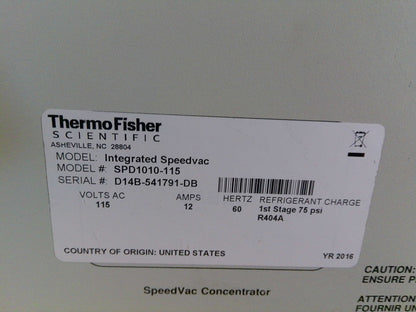 ThermoFisher
SCIENTIFIC
ASHEVILLE, NC 28804
MODEL: Integrated Speedvac
MODEL #: SPD1010-115
SERIAL #: D14B-541791-DB
VOLTS AC AMPS HERTZ REFRIGERANT CHARGE
115 12 60 1st Stage 75 psi
R404A
COUNTRY OF ORIGIN: UNITED STATES YR 2016
SpeedVac Concentrator
CAUTION:
ENSURE
ATTENTION
FOURNIR